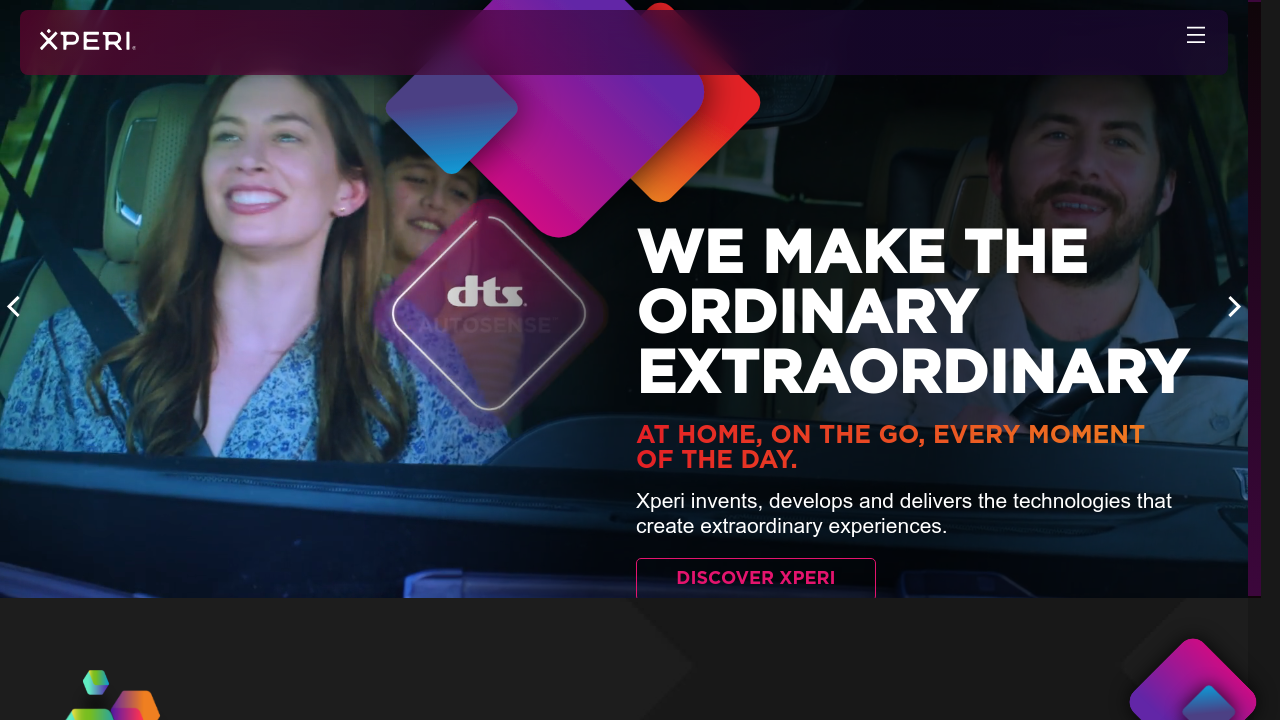 XPERI
WE MAKE THE
ORDINARY
EXTRAORDINARY
dts
AUTOSENSE™
AT HOME, ON THE GO, EVERY MOMENT
OF THE DAY.
Xperi invents, develops and delivers the technologies that
create extraordinary experiences.
DISCOVER XPERI